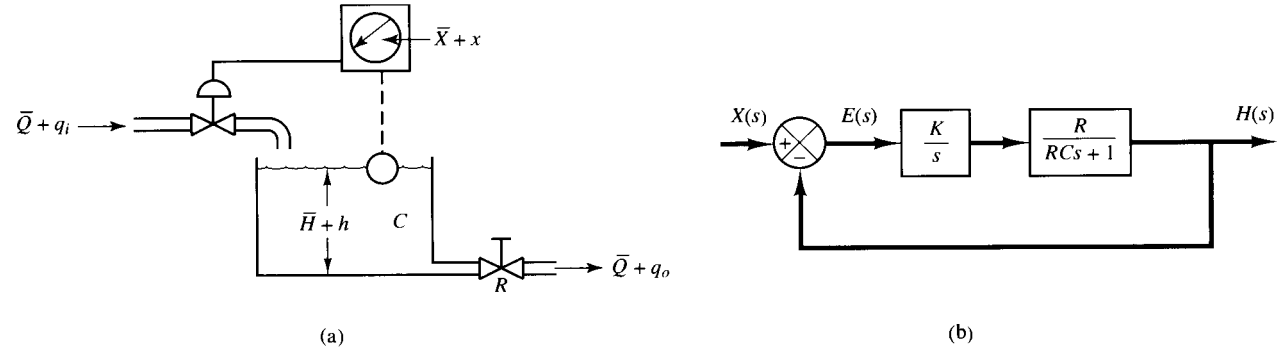 X̄ + x
Q̄ + qᵢ
H̄ + h
C
R
Q̄ + qₒ
(a)
X(s)
+
−
E(s)
K
s
R
RCs + 1
H(s)
(b)